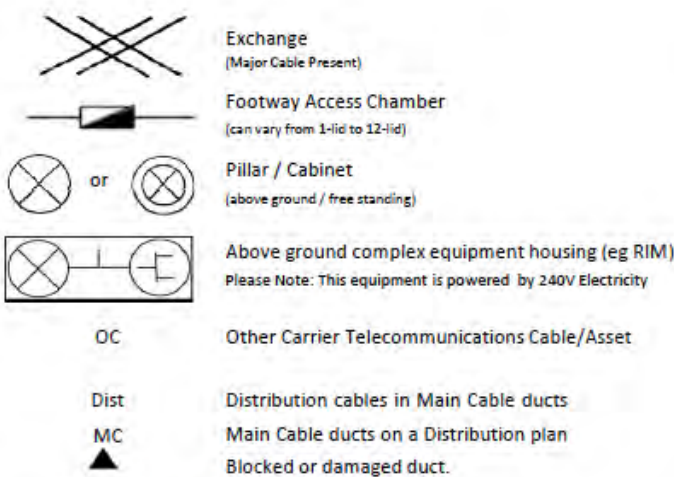 Exchange
(Major Cable Present)
Footway Access Chamber
(can vary from 1-lid to 12-lid)
or
Pillar / Cabinet
(above ground / free standing)
Above ground complex equipment housing (eg RIM)
Please Note: This equipment is powered by 240V Electricity
OC Other Carrier Telecommunications Cable/Asset
Dist Distribution cables in Main Cable ducts
MC Main Cable ducts on a Distribution plan
Blocked or damaged duct.